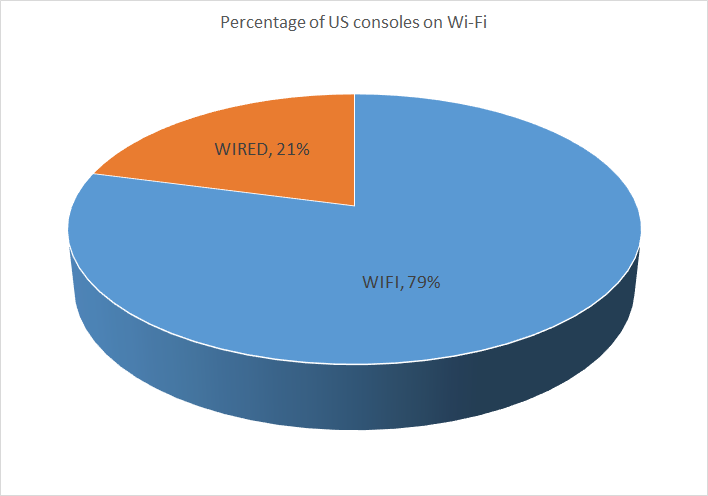 Percentage of US consoles on Wi-Fi
WIRED, 21%
WIFI, 79%